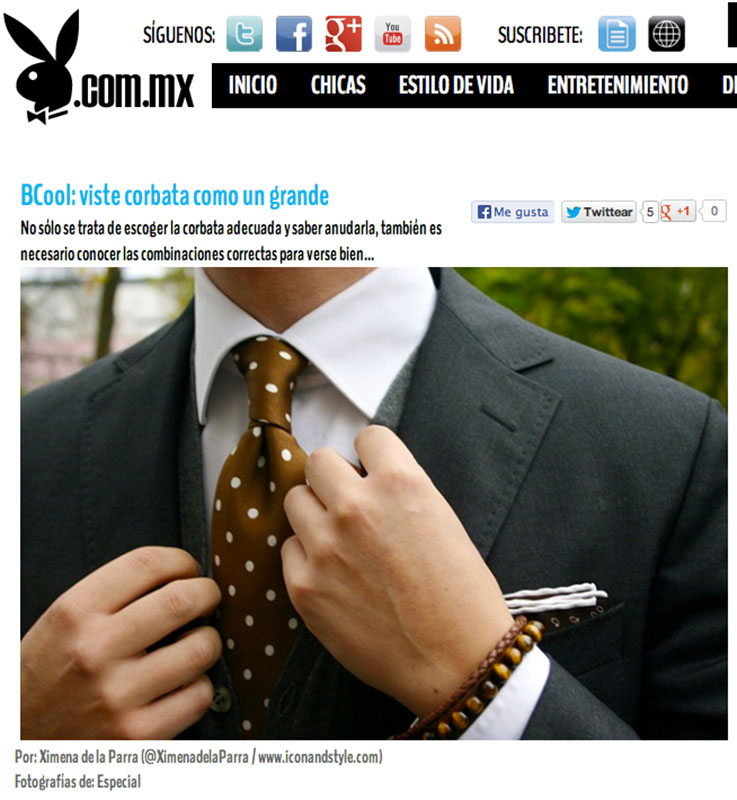 SÍGUENOS:
You Tube
SUSCRIBETE:
.com.mx
INICIO CHICAS ESTILO DE VIDA ENTRETENIMIENTO
BCool: viste corbata como un grande
No sólo se trata de escoger la corbata adecuada y saber anudarla, también es
necesario conocer las combinaciones correctas para verse bien...
Me gusta Twittear 5 +1 0
Por: Ximena de la Parra (@XimenadelaParra / www.iconandstyle.com)
Fotografías de: Especial